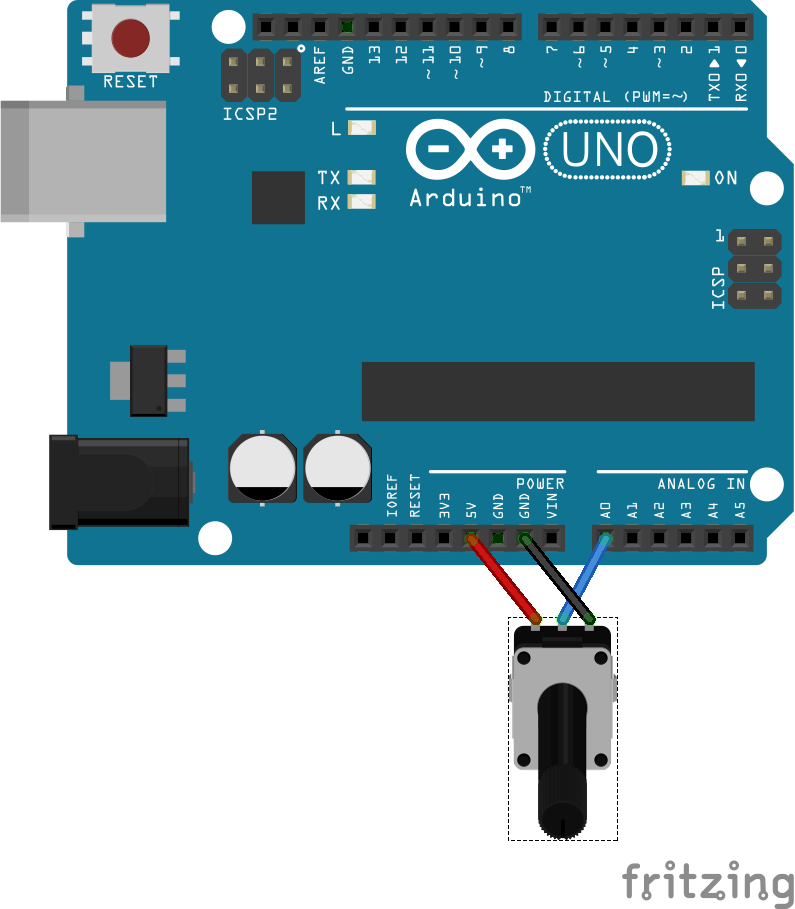 RESET
ICSP2
AREF
GND
13
12
~11
~10
~9
8
7
~6
~5
4
~3
2
TX0▶1
RX0◀0
DIGITAL (PWM=~)
L
TX
RX
Arduino™
UNO
ON
1
ICSP
IOREF
RESET
3V3
5V
GND
GND
VIN
POWER
ANALOG IN
A0
A1
A2
A3
A4
A5
fritzing